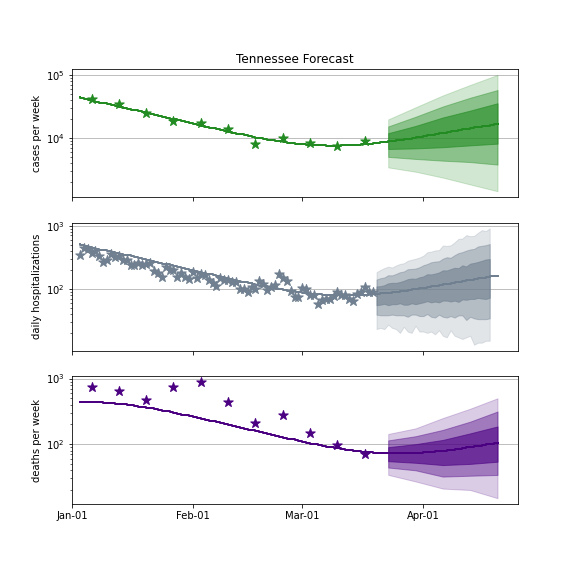 Tennessee Forecast
10^5
10^4
cases per week
10^3
10^2
daily hospitalizations
10^3
10^2
deaths per week
Jan-01 Feb-01 Mar-01 Apr-01